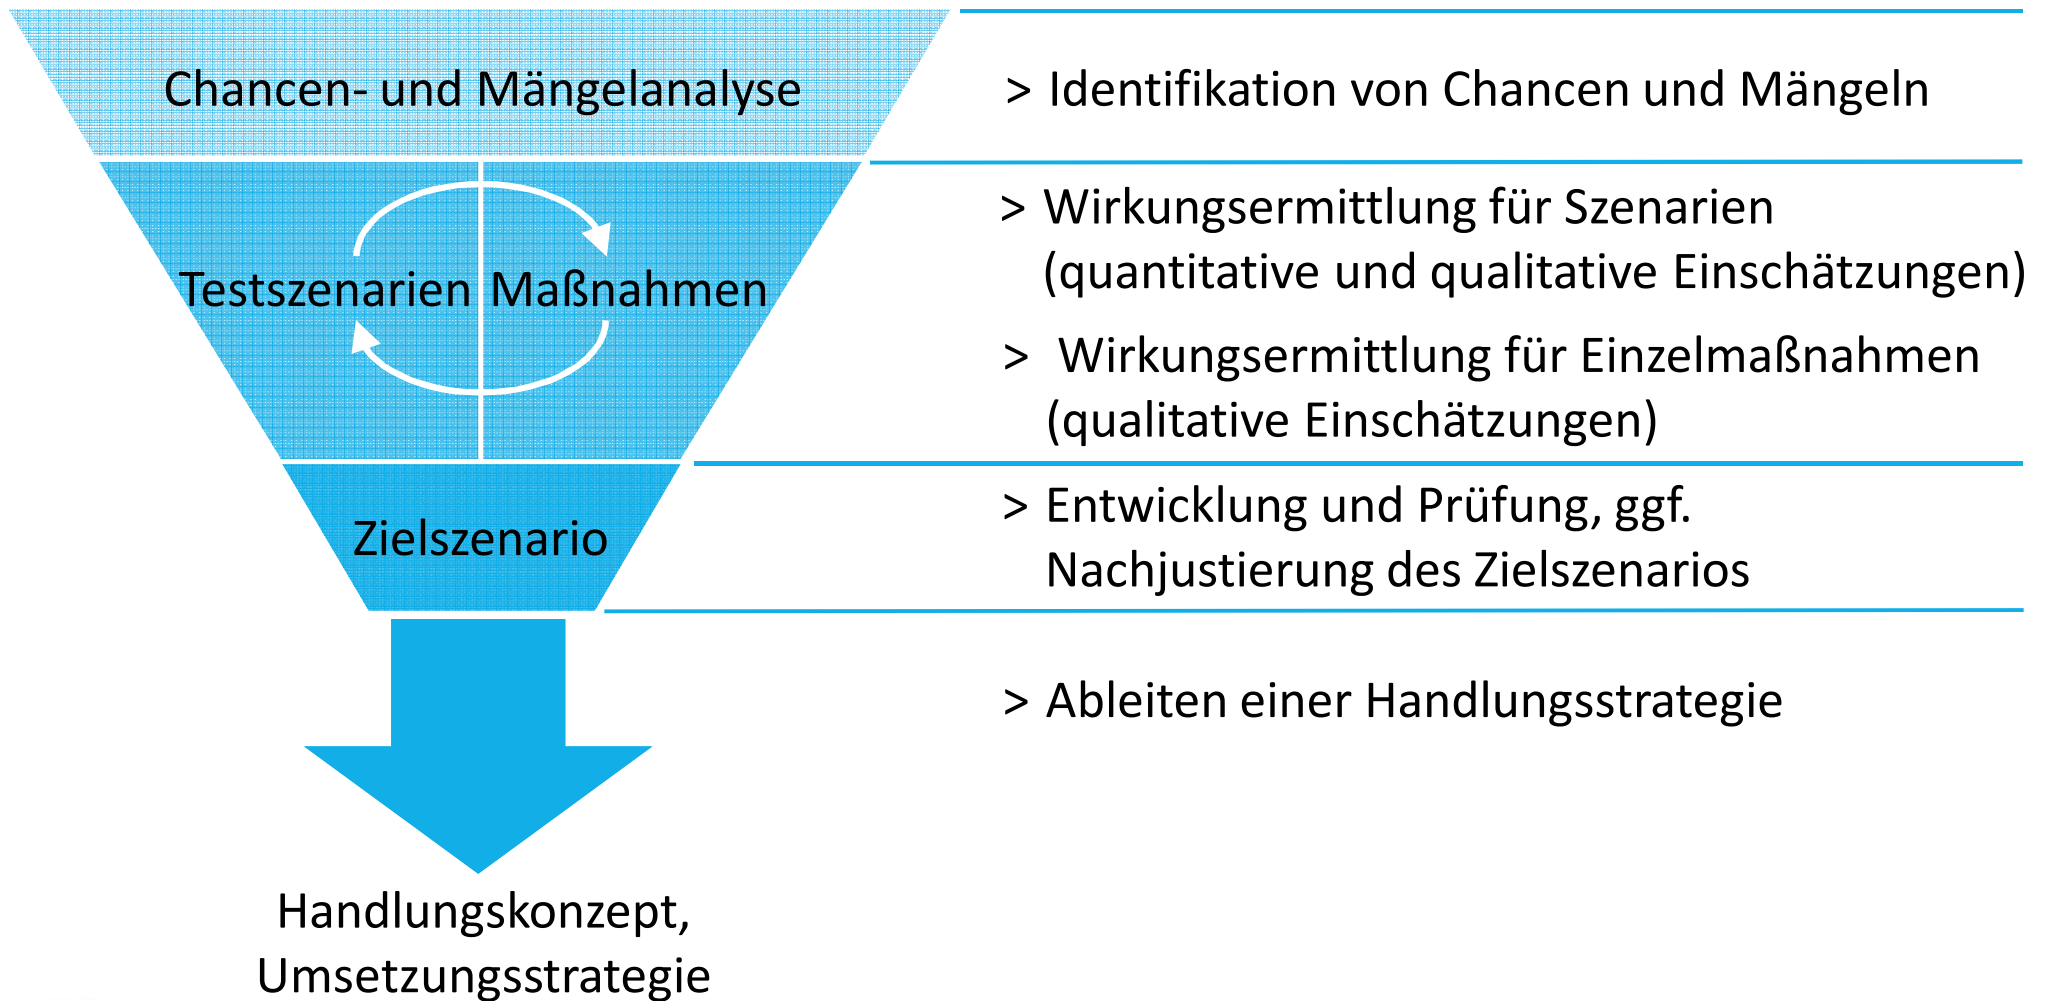 Chancen- und Mängelanalyse
> Identifikation von Chancen und Mängeln
Testszenarien
Maßnahmen
> Wirkungsermittlung für Szenarien
(quantitative und qualitative Einschätzungen)
> Wirkungsermittlung für Einzelmaßnahmen
(qualitative Einschätzungen)
Zielszenario
> Entwicklung und Prüfung, ggf.
Nachjustierung des Zielszenarios
> Ableiten einer Handlungsstrategie
Handlungskonzept,
Umsetzungsstrategie